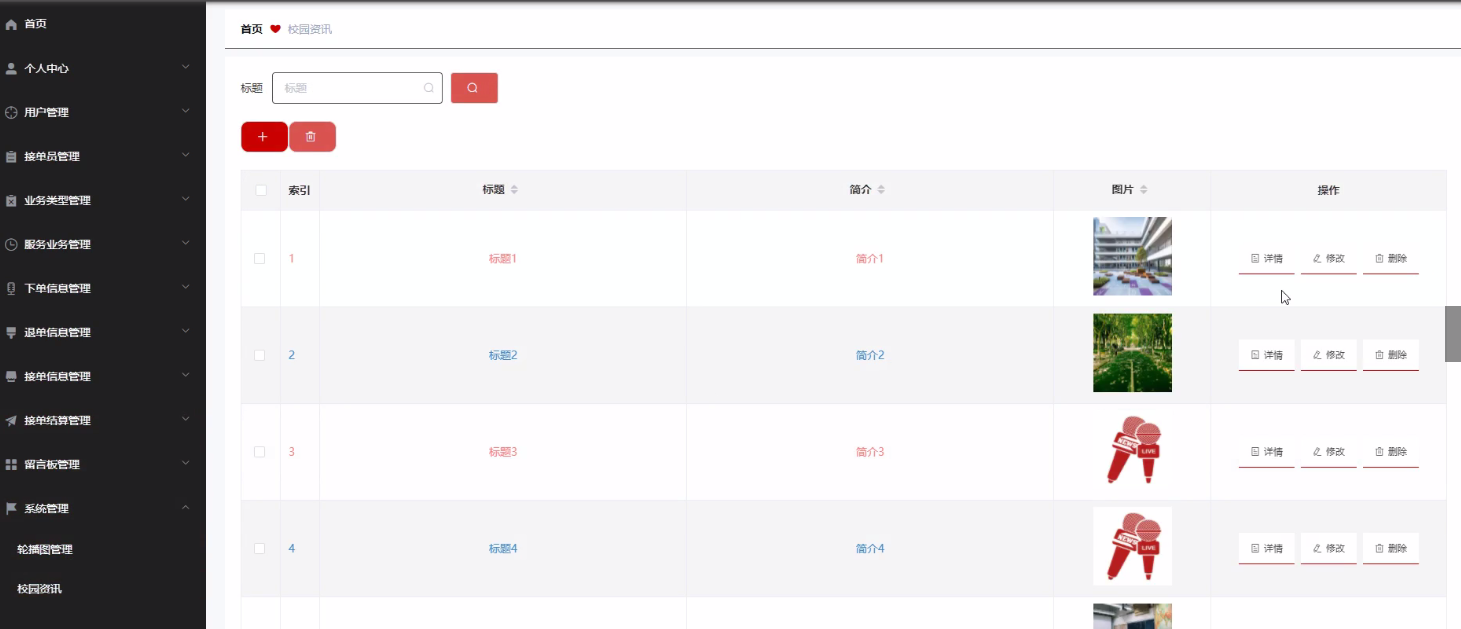 首页
个人中心
用户管理
接单员管理
业务类型管理
服务业务管理
下单信息管理
退单信息管理
接单信息管理
接单结算管理
留言板管理
系统管理
轮播图管理
校园资讯
首页 校园资讯
标题 标题
索引 标题 简介 图片 操作
1 标题1 简介1 详情 修改 删除
2 标题2 简介2 详情 修改 删除
3 标题3 简介3 NEWS LIVE 详情 修改 删除
4 标题4 简介4 NEWS LIVE 详情 修改 删除